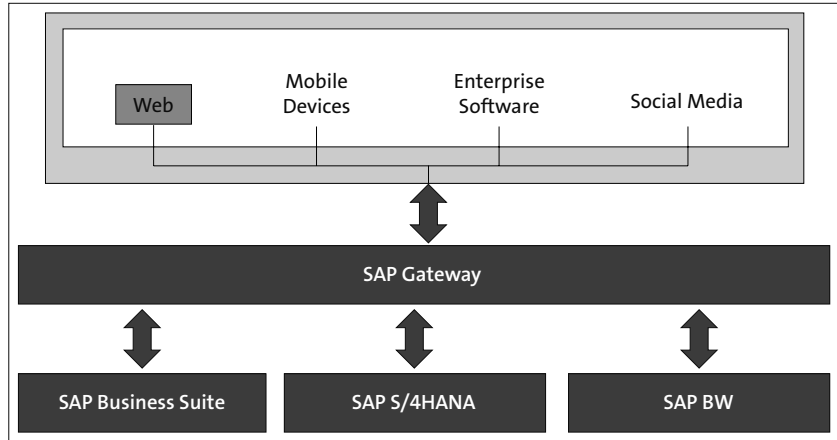 Web
Mobile
Devices
Enterprise
Software
Social Media
SAP Gateway
SAP Business Suite
SAP S/4HANA
SAP BW